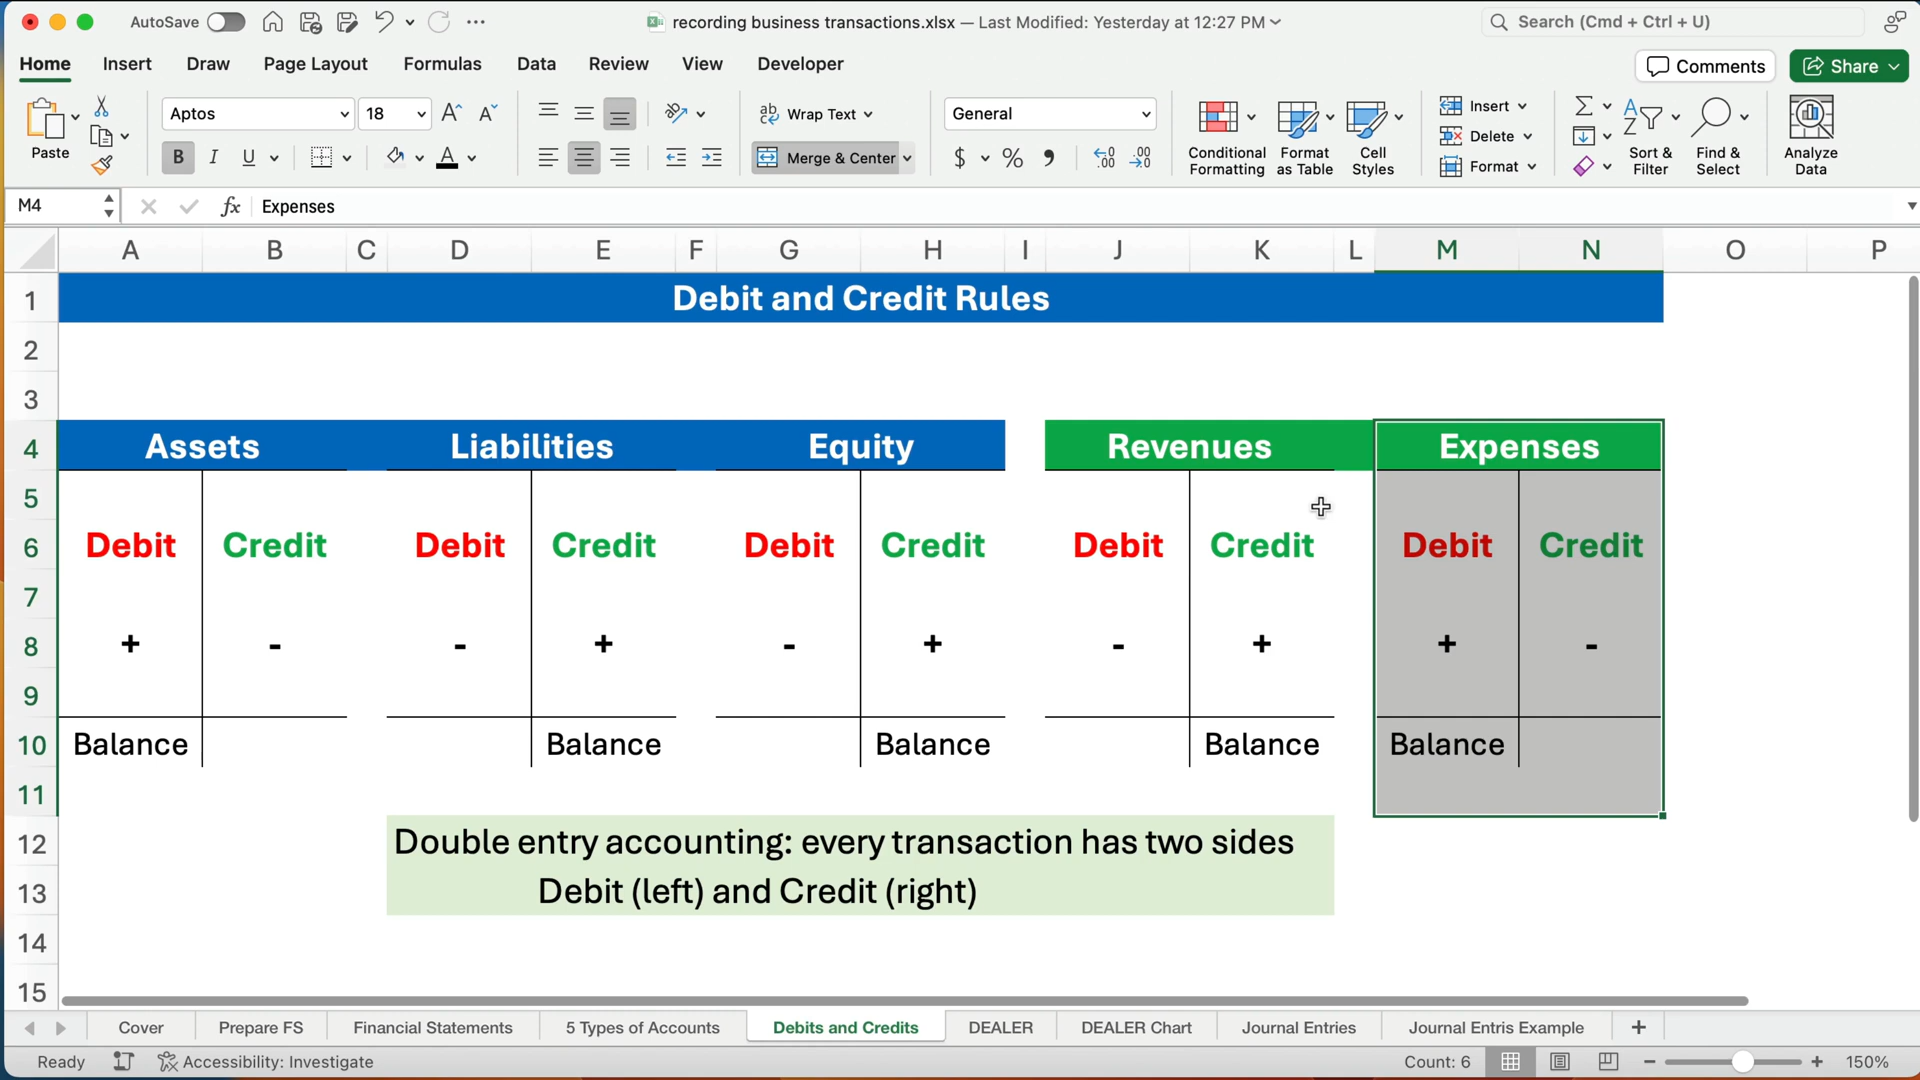 AutoSave
recording business transactions.xlsx — Last Modified: Yesterday at 12:27 PM
Search (Cmd + Ctrl + U)
Home Insert Draw Page Layout Formulas Data Review View Developer
Comments
Share
Paste
Aptos
18
A^ A
B I U A
ab Wrap Text
Merge & Center
General
$ % 9
Conditional Formatting
Format as Table
Cell Styles
Insert
Delete
Format
Sort & Filter
Find & Select
Analyze Data
M4
fx Expenses
A B C D E F G H I J K L M N O P
1 Debit and Credit Rules
2
3
4 Assets Liabilities Equity Revenues Expenses
5
6 Debit Credit Debit Credit Debit Credit Debit Credit Debit Credit
7
8 + - - + - + - + + -
9
10 Balance Balance Balance Balance Balance
11
12 Double entry accounting: every transaction has two sides
13 Debit (left) and Credit (right)
14
15
Cover Prepare FS Financial Statements 5 Types of Accounts Debits and Credits DEALER DEALER Chart Journal Entries Journal Entris Example +
Ready
Accessibility: Investigate
Count: 6
− + 150%